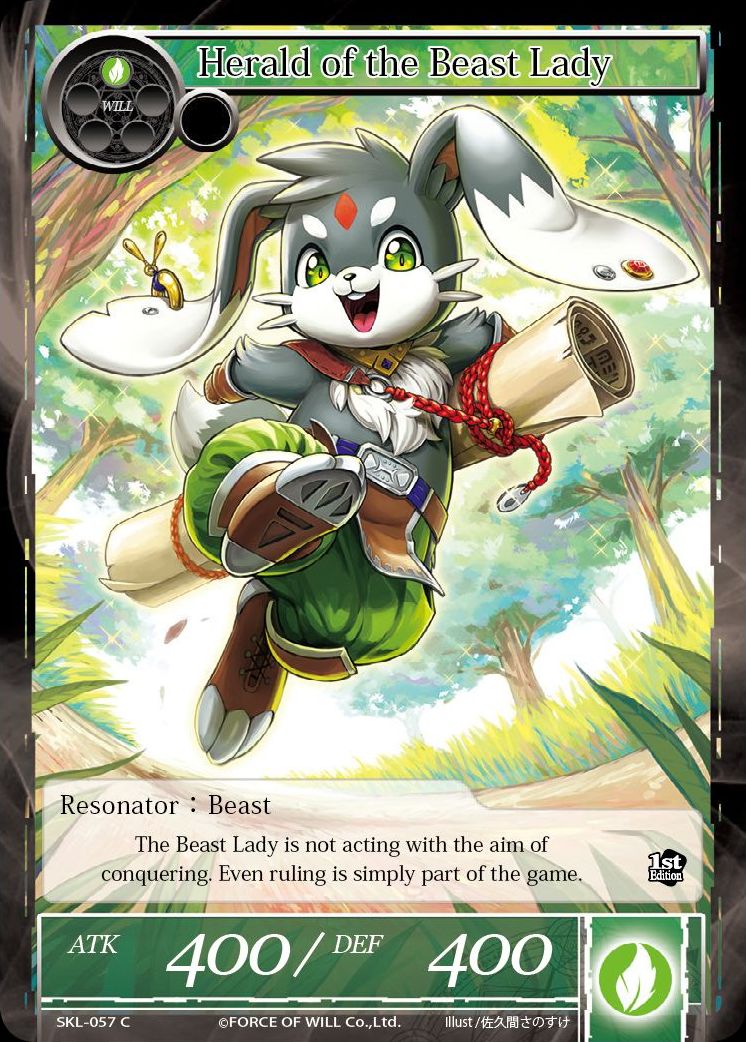 Herald of the Beast Lady
WILL
Resonator : Beast
The Beast Lady is not acting with the aim of
conquering. Even ruling is simply part of the game.
1st
Edition
ATK 400 / DEF 400
SKL-057 C ©FORCE OF WILL Co.,Ltd. Illust/佐久間さのすけ